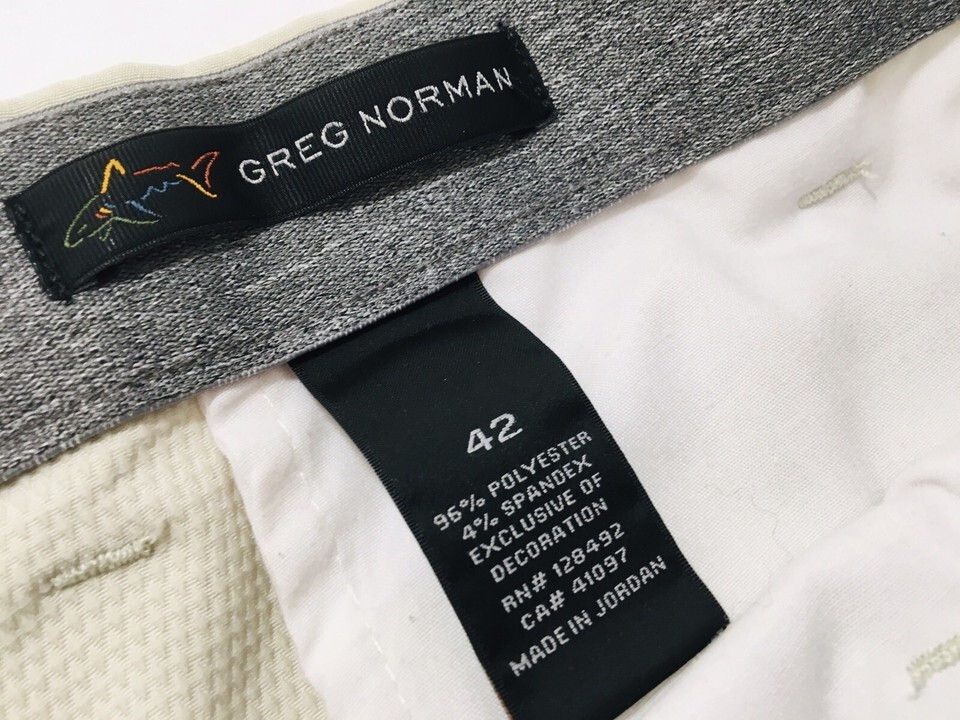 GREG NORMAN
42
96% POLYESTER
4% SPANDEX
EXCLUSIVE OF
DECORATION
RN# 128492
CA# 41097
MADE IN JORDAN